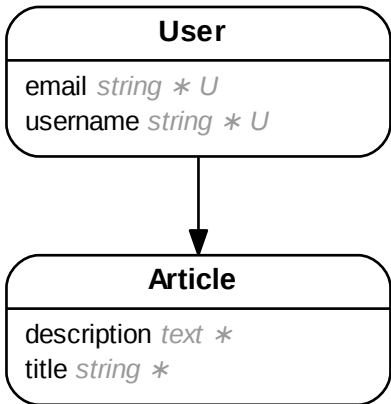 User
email string ∗ U
username string ∗ U
Article
description text ∗
title string ∗